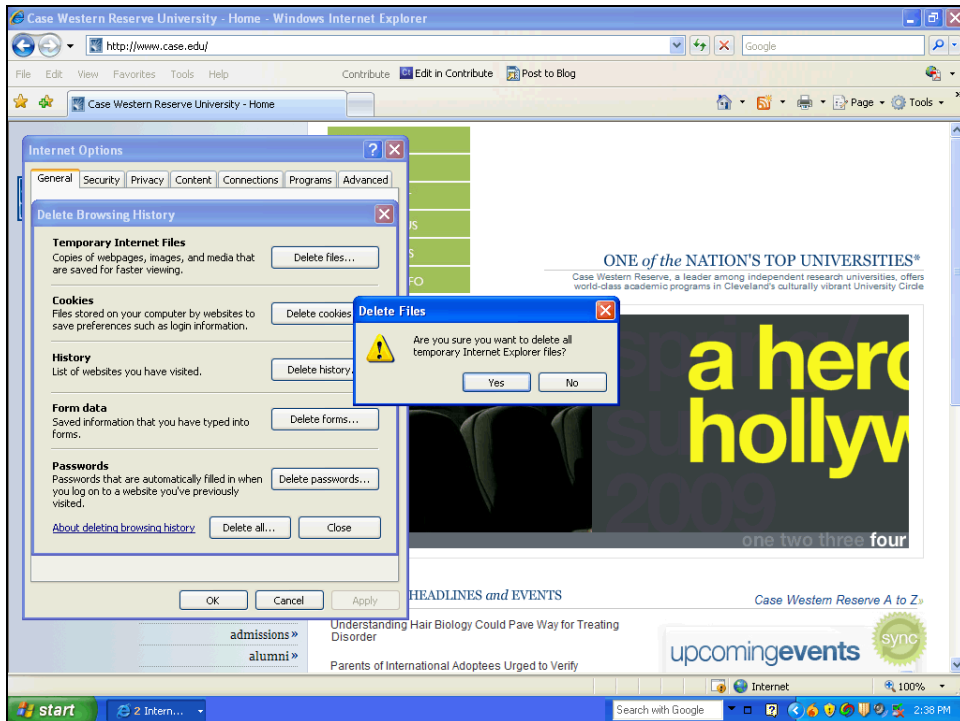 Case Western Reserve University - Home - Windows Internet Explorer
http://www.case.edu/
Google
File Edit View Favorites Tools Help
Contribute Edit in Contribute Post to Blog
Case Western Reserve University - Home
Page Tools
Internet Options
General Security Privacy Content Connections Programs Advanced
Delete Browsing History
Temporary Internet Files
Copies of webpages, images, and media that
are saved for faster viewing.
Delete files...
Cookies
Files stored on your computer by websites to
save preferences such as login information.
Delete cookies
History
List of websites you have visited.
Delete history.
Form data
Saved information that you have typed into
forms.
Delete forms...
Passwords
Passwords that are automatically filled in when
you log on to a website you've previously
visited.
Delete passwords...
About deleting browsing history
Delete all...
Close
OK
Cancel
Apply
Delete Files
Are you sure you want to delete all
temporary Internet Explorer files?
Yes
No
ONE of the NATION'S TOP UNIVERSITIES*
Case Western Reserve, a leader among independent research universities, offers
world-class academic programs in Cleveland's culturally vibrant University Circle
a hero
hollyw
2009
one two three four
HEADLINES and EVENTS
Case Western Reserve A to Z»
Understanding Hair Biology Could Pave Way for Treating
Disorder
Parents of International Adoptees Urged to Verify
admissions»
alumni»
upcomingevents
sync
Internet
100%
start
2 Intern...
Search with Google
2:38 PM